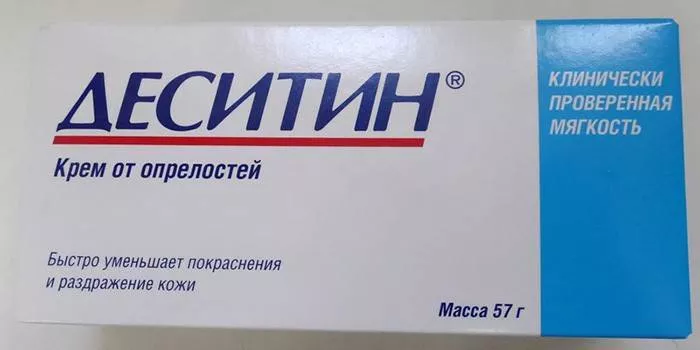 ДЕСИТИН®
Крем от опрелостей
Быстро уменьшает покраснения
и раздражение кожи
Масса 57 г
КЛИНИЧЕСКИ
ПРОВЕРЕННАЯ
МЯГКОСТЬ